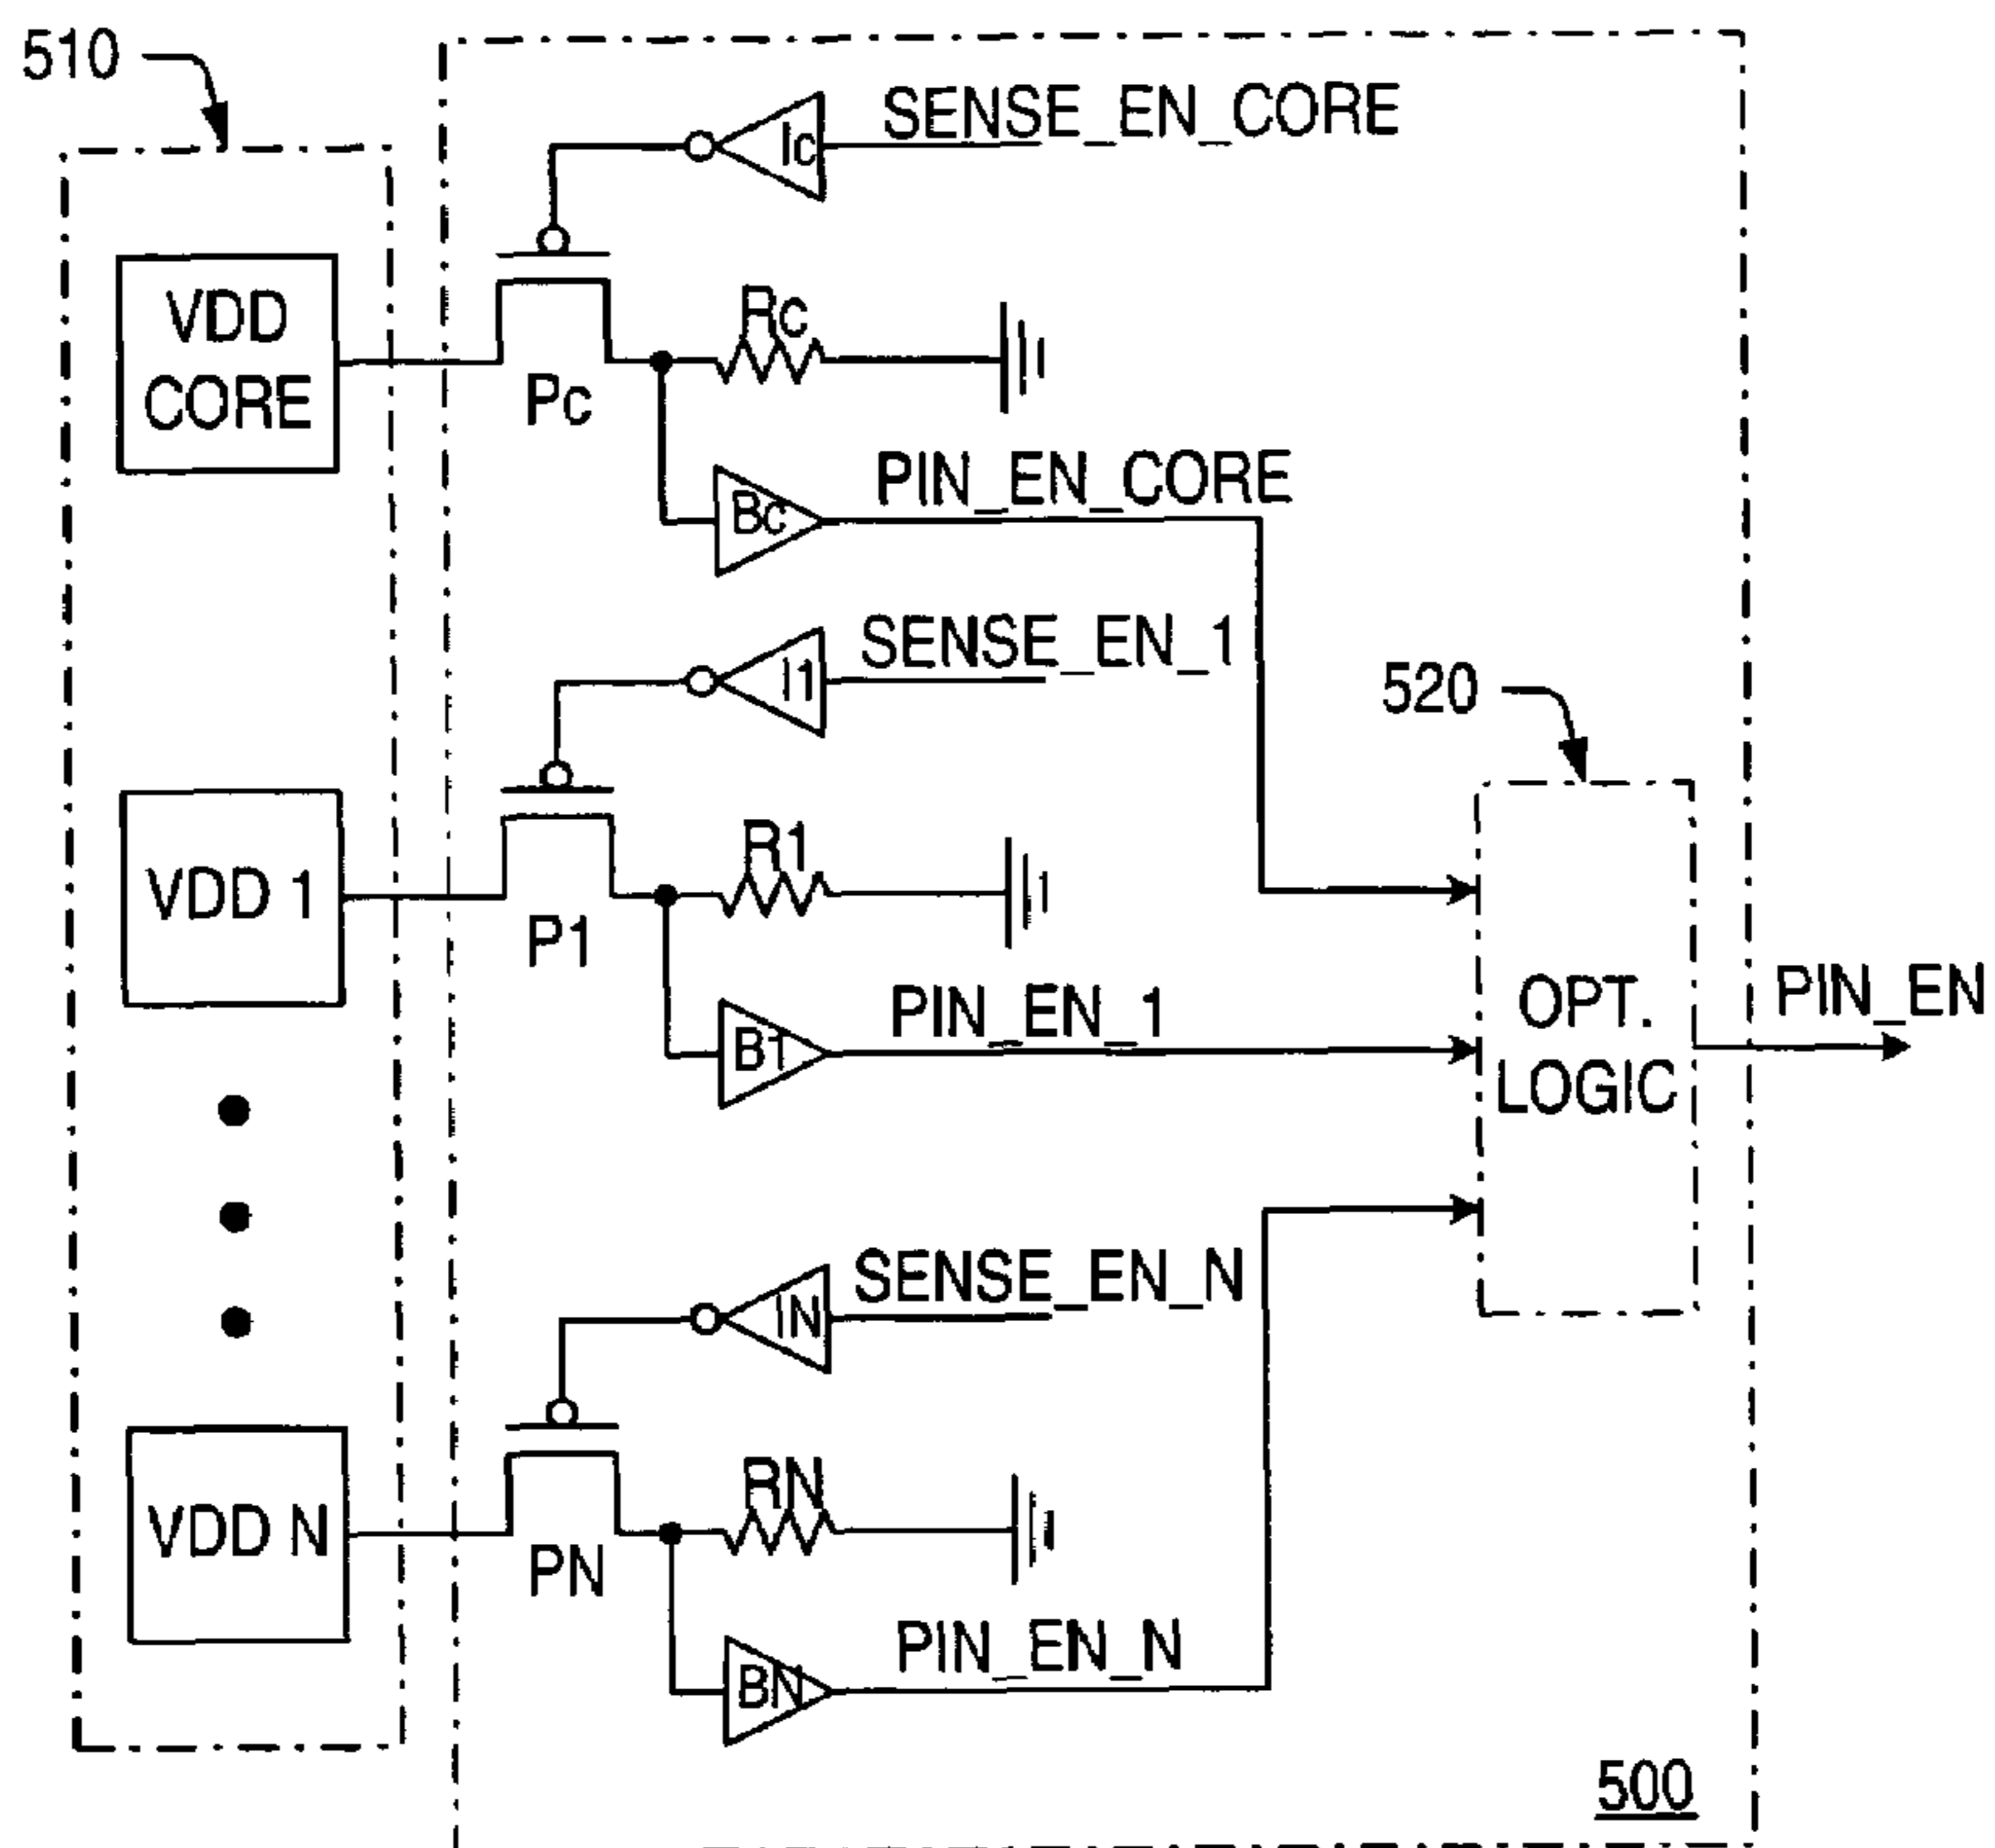 510
SENSE_EN_CORE
Ic
VDD
CORE
Rc
Pc
PIN_EN_CORE
Bc
SENSE_EN_1
I1
520
VDD 1
R1
P1
PIN_EN_1
B1
OPT.
LOGIC
PIN_EN
SENSE_EN_N
IN
VDD N
RN
PN
PIN_EN_N
BN
500